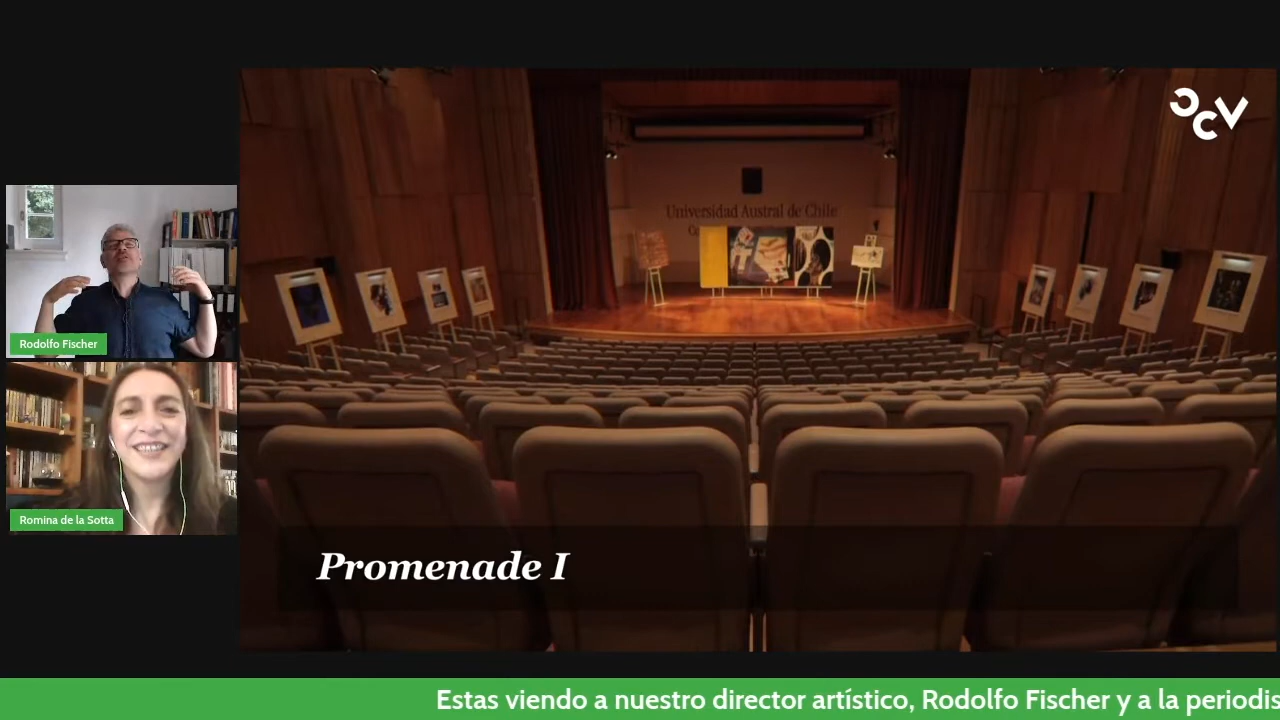 OCV
Universidad Austral de Chile
Rodolfo Fischer
Romina de la Sotta
Promenade I
Estas viendo a nuestro director artístico, Rodolfo Fischer y a la periodis